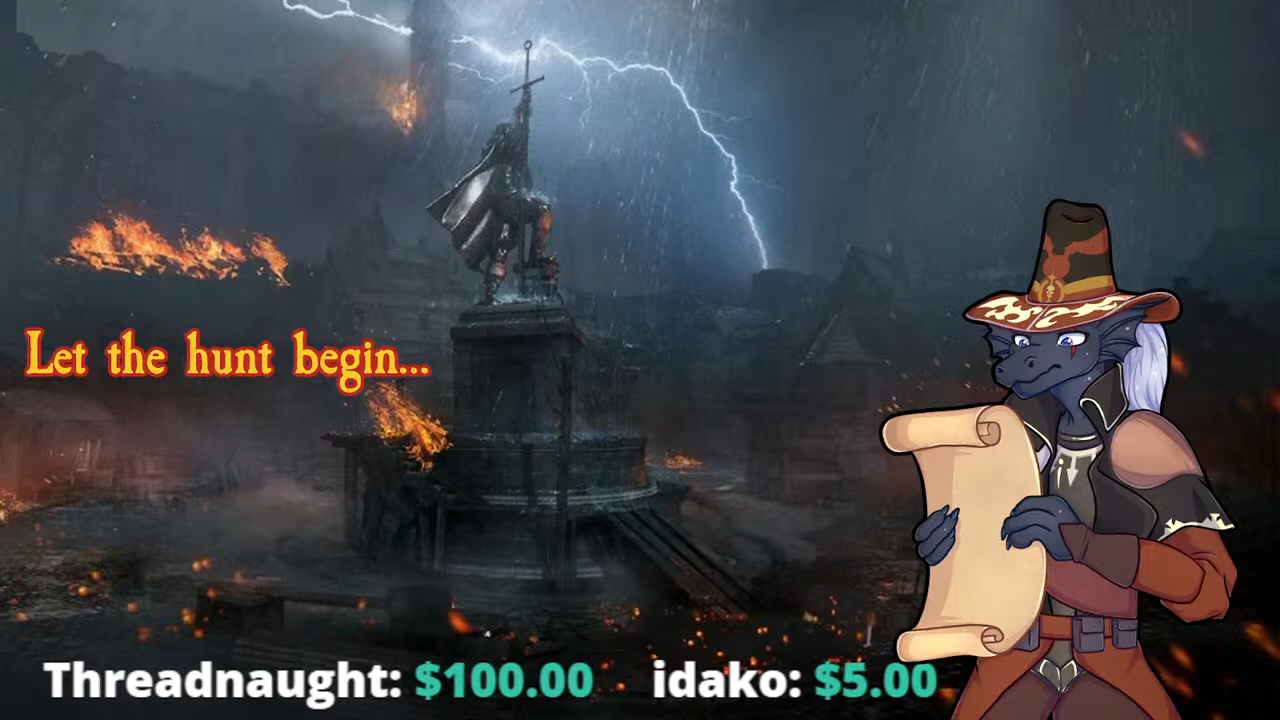 Let the hunt begin...
Threadnaught: $100.00 idako: $5.00